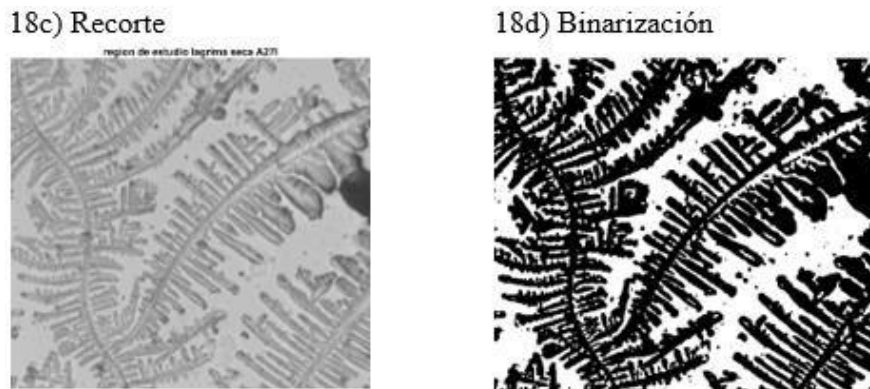 18c) Recorte
18d) Binarización
region de estudio lagrima seca A27I